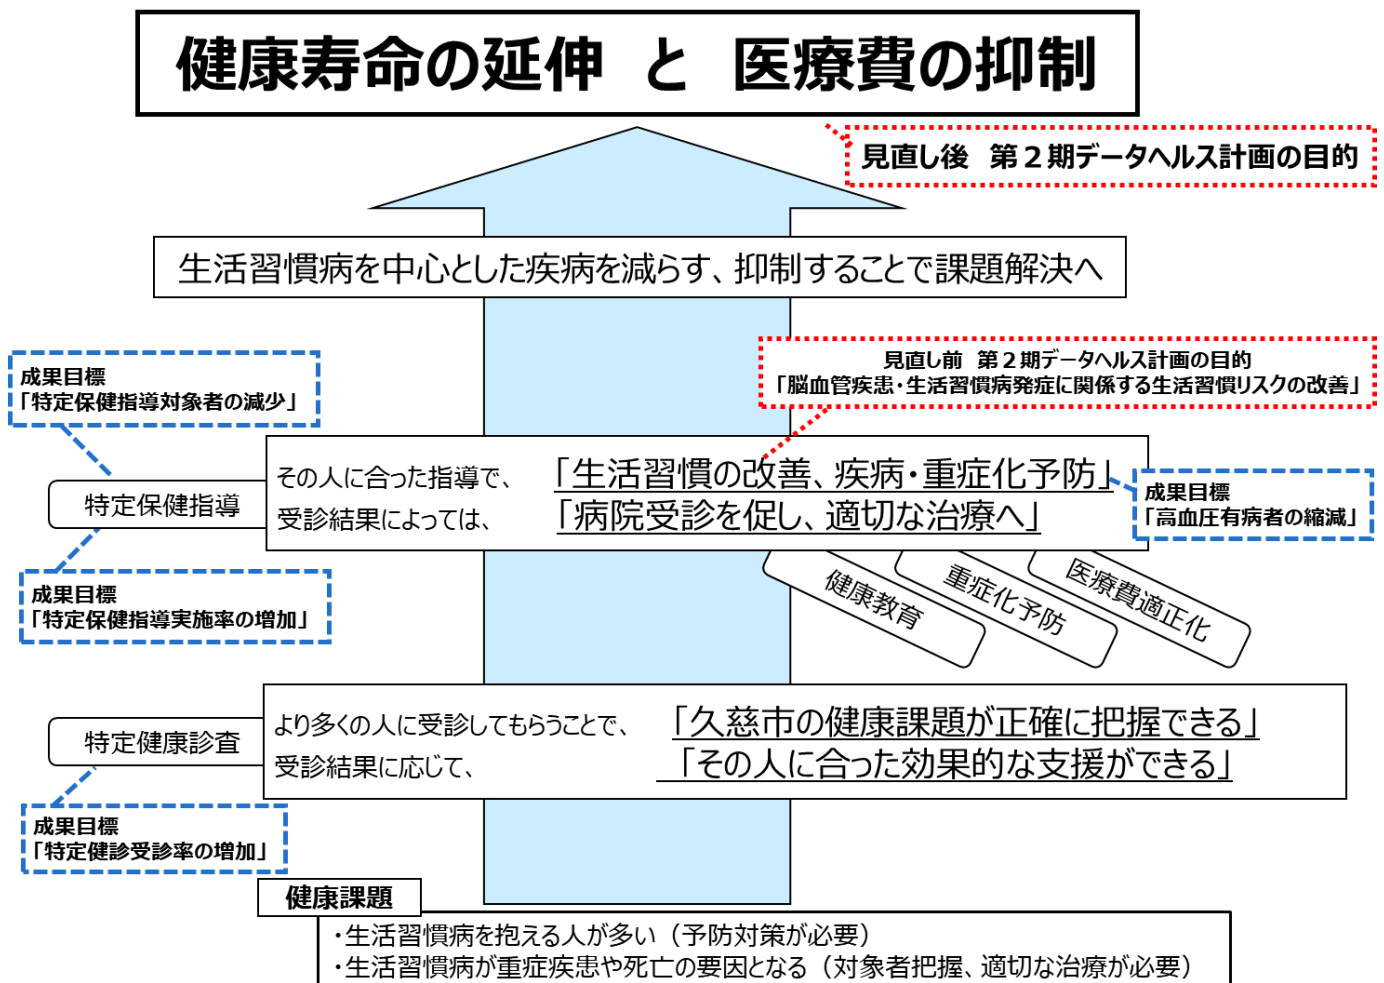 健康寿命の延伸 と 医療費の抑制
見直し後 第２期データヘルス計画の目的
生活習慣病を中心とした疾病を減らす、抑制することで課題解決へ
見直し前 第２期データヘルス計画の目的
「脳血管疾患・生活習慣病発症に関係する生活習慣リスクの改善」
成果目標
「特定保健指導対象者の減少」
特定保健指導
その人に合った指導で、 「生活習慣の改善、疾病・重症化予防」
受診結果によっては、 「病院受診を促し、適切な治療へ」
成果目標
「高血圧有病者の縮減」
成果目標
「特定保健指導実施率の増加」
健康教育
重症化予防
医療費適正化
特定健康診査
より多くの人に受診してもらうことで、 「久慈市の健康課題が正確に把握できる」
受診結果に応じて、 「その人に合った効果的な支援ができる」
成果目標
「特定健診受診率の増加」
健康課題
・生活習慣病を抱える人が多い（予防対策が必要）
・生活習慣病が重症疾患や死亡の要因となる（対象者把握、適切な治療が必要）